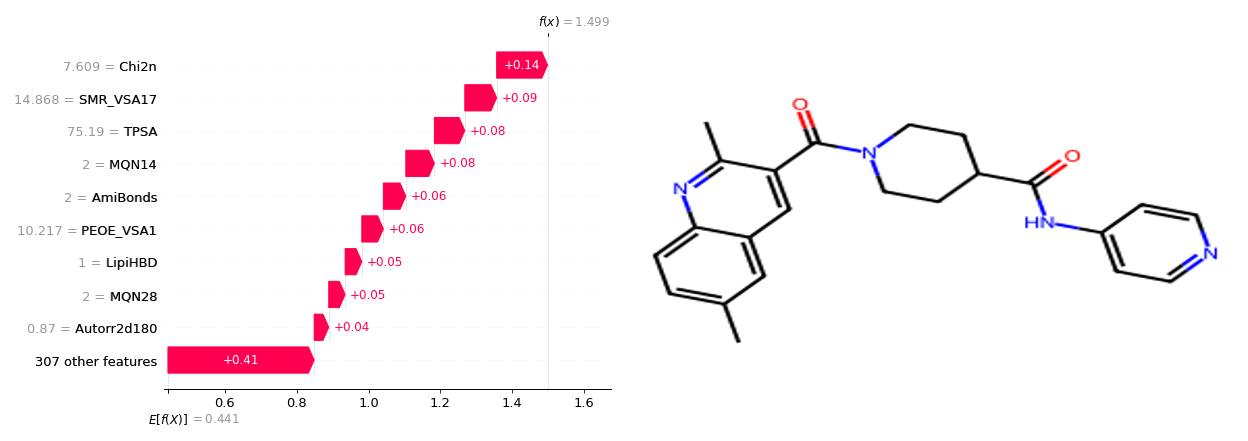 f(x) = 1.499
7.609 = Chi2n
+0.14
14.868 = SMR_VSA17
+0.09
75.19 = TPSA
+0.08
2 = MQN14
+0.08
2 = AmiBonds
+0.06
10.217 = PEOE_VSA1
+0.06
1 = LipiHBD
+0.05
2 = MQN28
+0.05
0.87 = Autorr2d180
+0.04
307 other features
+0.41
0.6 0.8 1.0 1.2 1.4 1.6
E[f(X)] = 0.441
O
N
O
N
HN
N